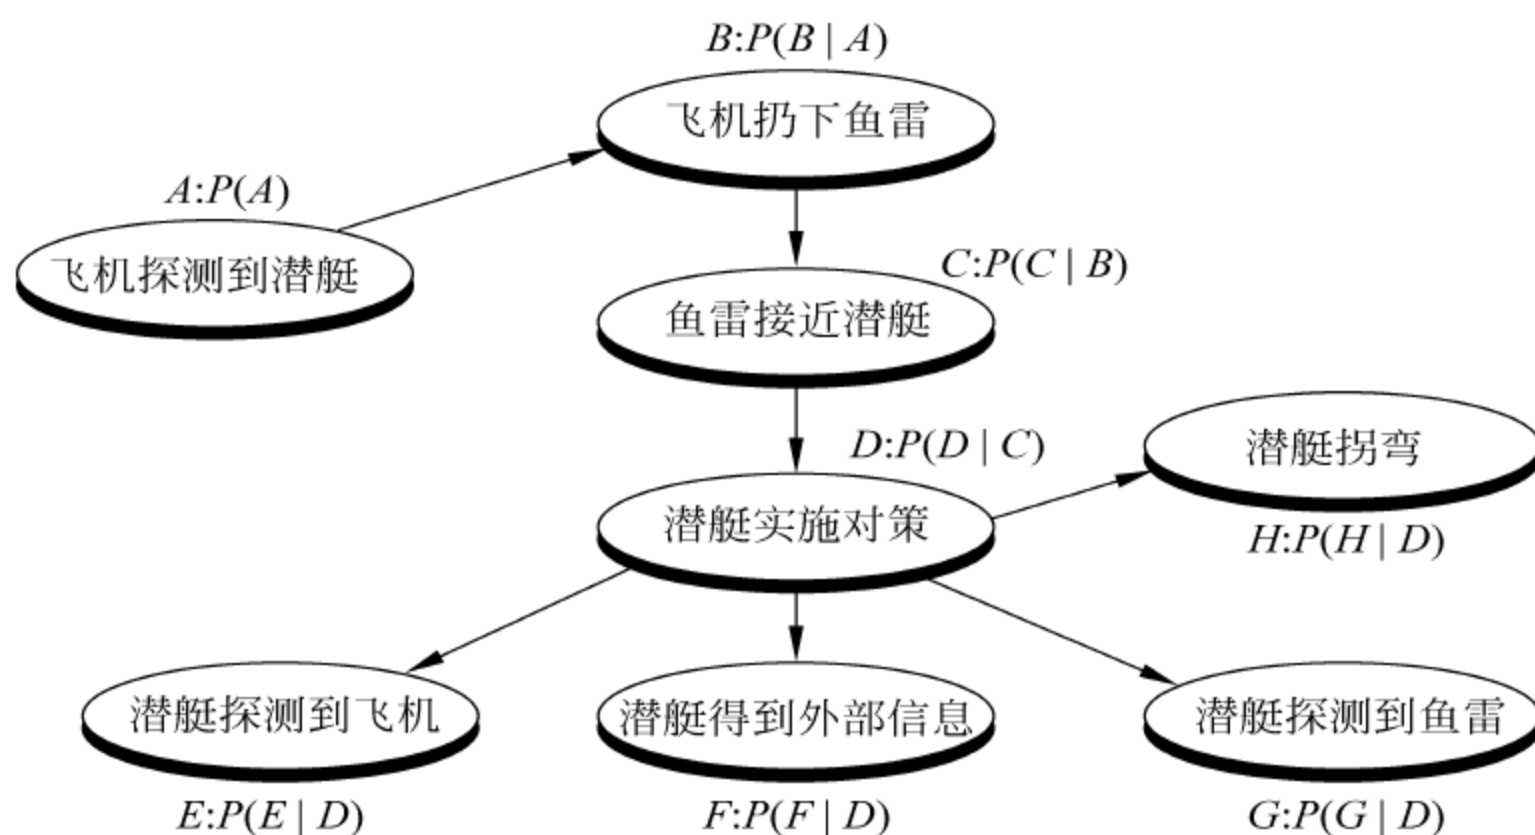 B:P(B | A)
飞机扔下鱼雷
A:P(A)
飞机探测到潜艇
C:P(C | B)
鱼雷接近潜艇
D:P(D | C)
潜艇拐弯
潜艇实施对策
H:P(H | D)
潜艇探测到飞机
潜艇得到外部信息
潜艇探测到鱼雷
E:P(E | D)
F:P(F | D)
G:P(G | D)